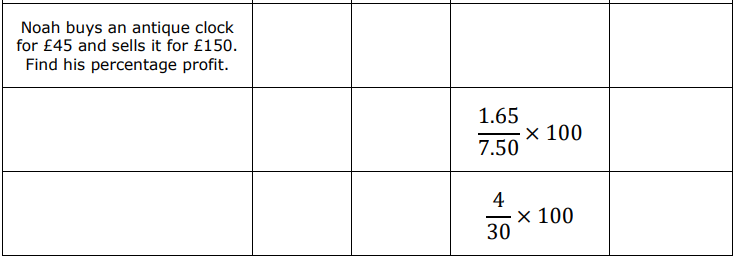 Noah buys an antique clock
for £45 and sells it for £150.
Find his percentage profit.
1.65
7.50
× 100
4
30
× 100